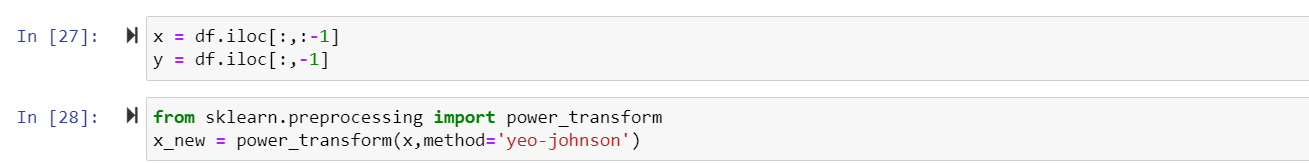 In [27]: x = df.iloc[:,:-1]
y = df.iloc[:,-1]
In [28]: from sklearn.preprocessing import power_transform
x_new = power_transform(x,method='yeo-johnson')